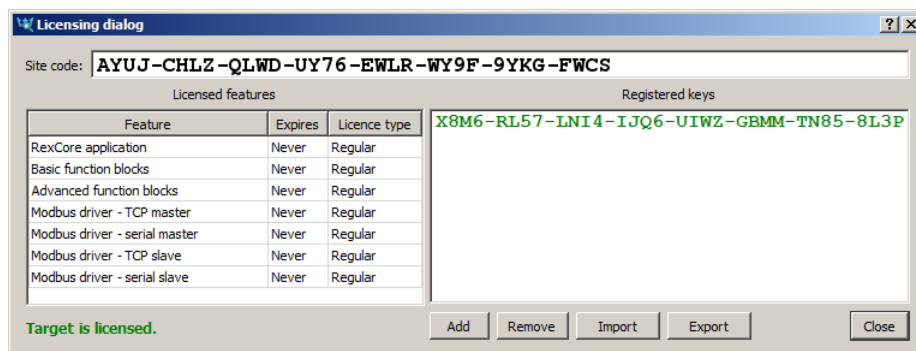 Licensing dialog
Site code: AYUJ-CHLZ-QLWD-UY76-EWLR-WY9F-9YKG-FWCS
Licensed features
Registered keys
Feature Expires Licence type
RexCore application Never Regular
Basic function blocks Never Regular
Advanced function blocks Never Regular
Modbus driver - TCP master Never Regular
Modbus driver - serial master Never Regular
Modbus driver - TCP slave Never Regular
Modbus driver - serial slave Never Regular
X8M6-RL57-LNI4-IJQ6-UIWZ-GBMM-TN85-8L3P
Target is licensed.
Add Remove Import Export Close